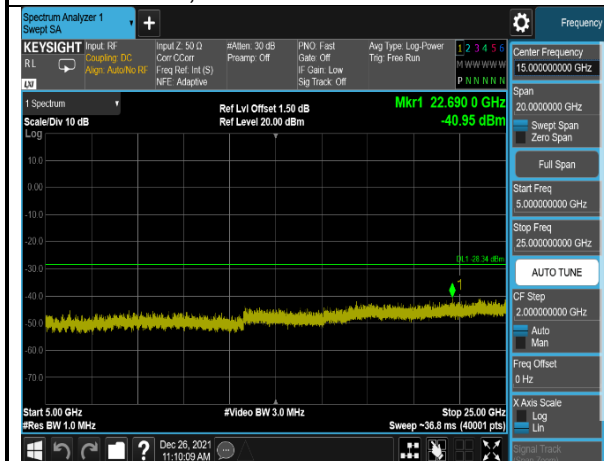 Spectrum Analyzer 1
Swept SA
+
Frequency
KEYSIGHT Input: RF Input Z: 50 Ω #Atten: 30 dB PNO: Fast Avg Type: Log-Power 1 2 3 4 5 6
RL Coupling: DC Corr CCorr Preamp: Off Gate: Off Trig: Free Run M W W W W W
Align: Auto/No RF Freq Ref: Int (S) IF Gain: Low
LXI NFE: Adaptive Sig Track: Off P N N N N N
1 Spectrum
Scale/Div 10 dB
Log
Ref Lvl Offset 1.50 dB
Ref Level 20.00 dBm
Mkr1 22.690 0 GHz
-40.95 dBm
10.0
0.00
-10.0
-20.0
DL1 -28.34 dBm
-30.0
1
-40.0
-50.0
-60.0
-70.0
Start 5.00 GHz #Video BW 3.0 MHz Stop 25.00 GHz
#Res BW 1.0 MHz Sweep ~36.8 ms (40001 pts)
? Dec 26, 2021
11:10:09 AM
Center Frequency
15.000000000 GHz
Span
20.0000000 GHz
Swept Span
Zero Span
Full Span
Start Freq
5.000000000 GHz
Stop Freq
25.000000000 GHz
AUTO TUNE
CF Step
2.000000000 GHz
Auto
Man
Freq Offset
0 Hz
X Axis Scale
Log
Lin
Signal Track